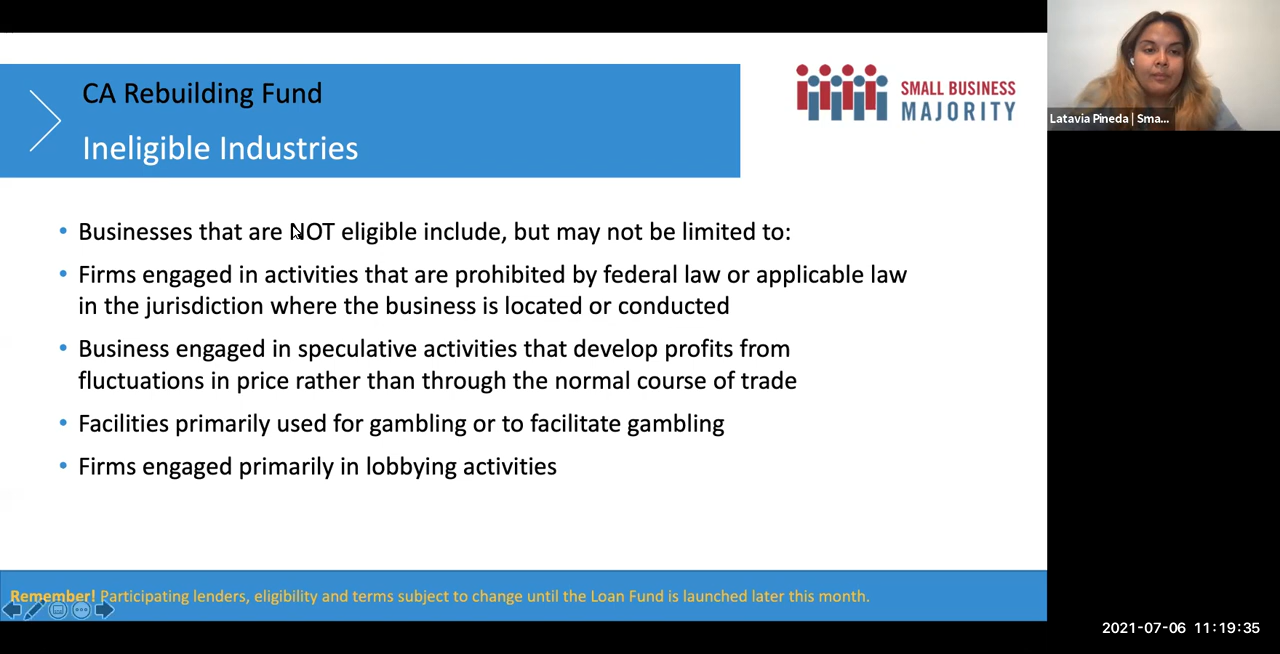 CA Rebuilding Fund
Ineligible Industries
SMALL BUSINESS
MAJORITY
Latavia Pineda | Sma...
• Businesses that are NOT eligible include, but may not be limited to:
• Firms engaged in activities that are prohibited by federal law or applicable law
in the jurisdiction where the business is located or conducted
• Business engaged in speculative activities that develop profits from
fluctuations in price rather than through the normal course of trade
• Facilities primarily used for gambling or to facilitate gambling
• Firms engaged primarily in lobbying activities
Remember! Participating lenders, eligibility and terms subject to change until the Loan Fund is launched later this month.
2021-07-06 11:19:35